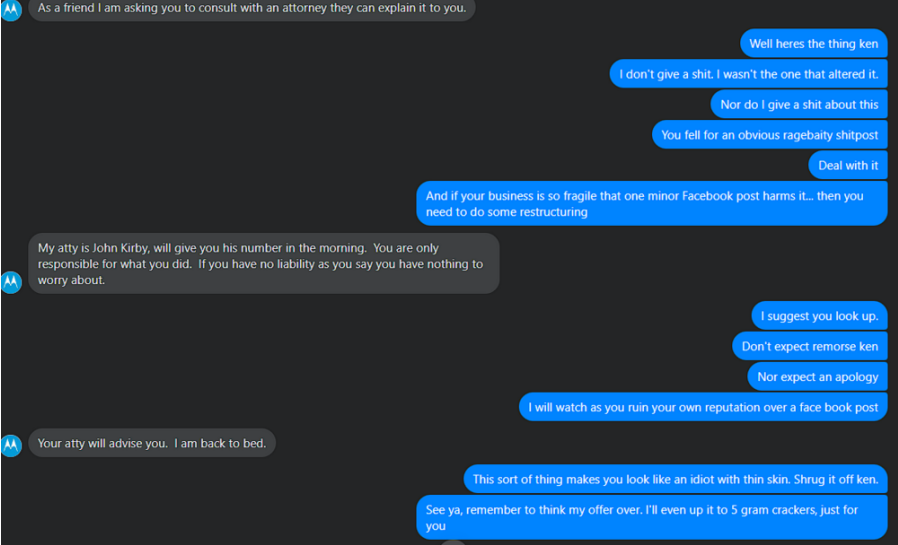 As a friend I am asking you to consult with an attorney they can explain it to you.
Well heres the thing ken
I don't give a shit. I wasn't the one that altered it.
Nor do I give a shit about this
You fell for an obvious ragebaity shitpost
Deal with it
And if your business is so fragile that one minor Facebook post harms it... then you
need to do some restructuring
My atty is John Kirby, will give you his number in the morning. You are only
responsible for what you did. If you have no liability as you say you have nothing to
worry about.
I suggest you look up.
Don't expect remorse ken
Nor expect an apology
I will watch as you ruin your own reputation over a face book post
Your atty will advise you. I am back to bed.
This sort of thing makes you look like an idiot with thin skin. Shrug it off ken.
See ya, remember to think my offer over. I'll even up it to 5 gram crackers, just for
you